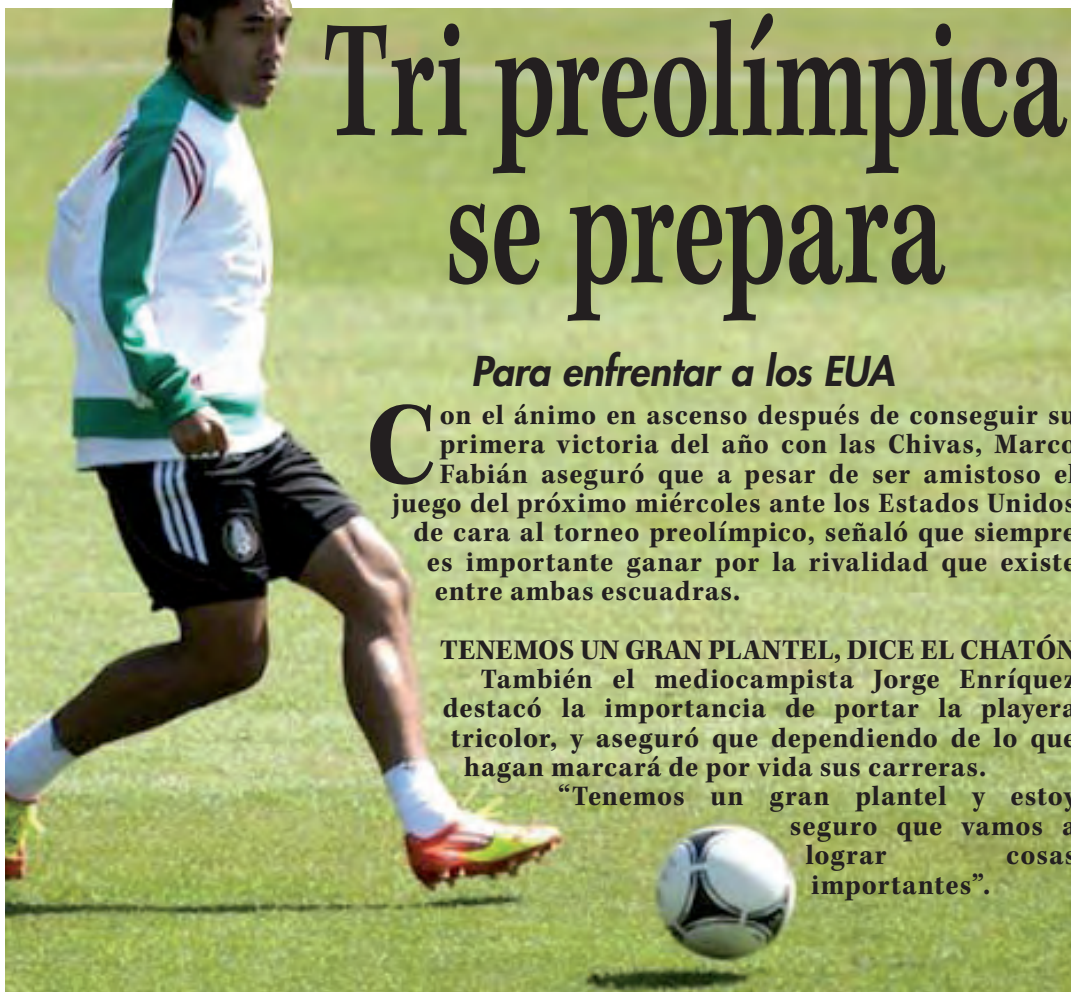 Tri preolímpica
se prepara
Para enfrentar a los EUA
Con el ánimo en ascenso después de conseguir su
primera victoria del año con las Chivas, Marco
Fabián aseguró que a pesar de ser amistoso el
juego del próximo miércoles ante los Estados Unidos
de cara al torneo preolímpico, señaló que siempre
es importante ganar por la rivalidad que existe
entre ambas escuadras.
TENEMOS UN GRAN PLANTEL, DICE EL CHATÓN
También el mediocampista Jorge Enríquez
destacó la importancia de portar la playera
tricolor, y aseguró que dependiendo de lo que
hagan marcará de por vida sus carreras.
“Tenemos un gran plantel y estoy
seguro que vamos a
lograr cosas
importantes”.